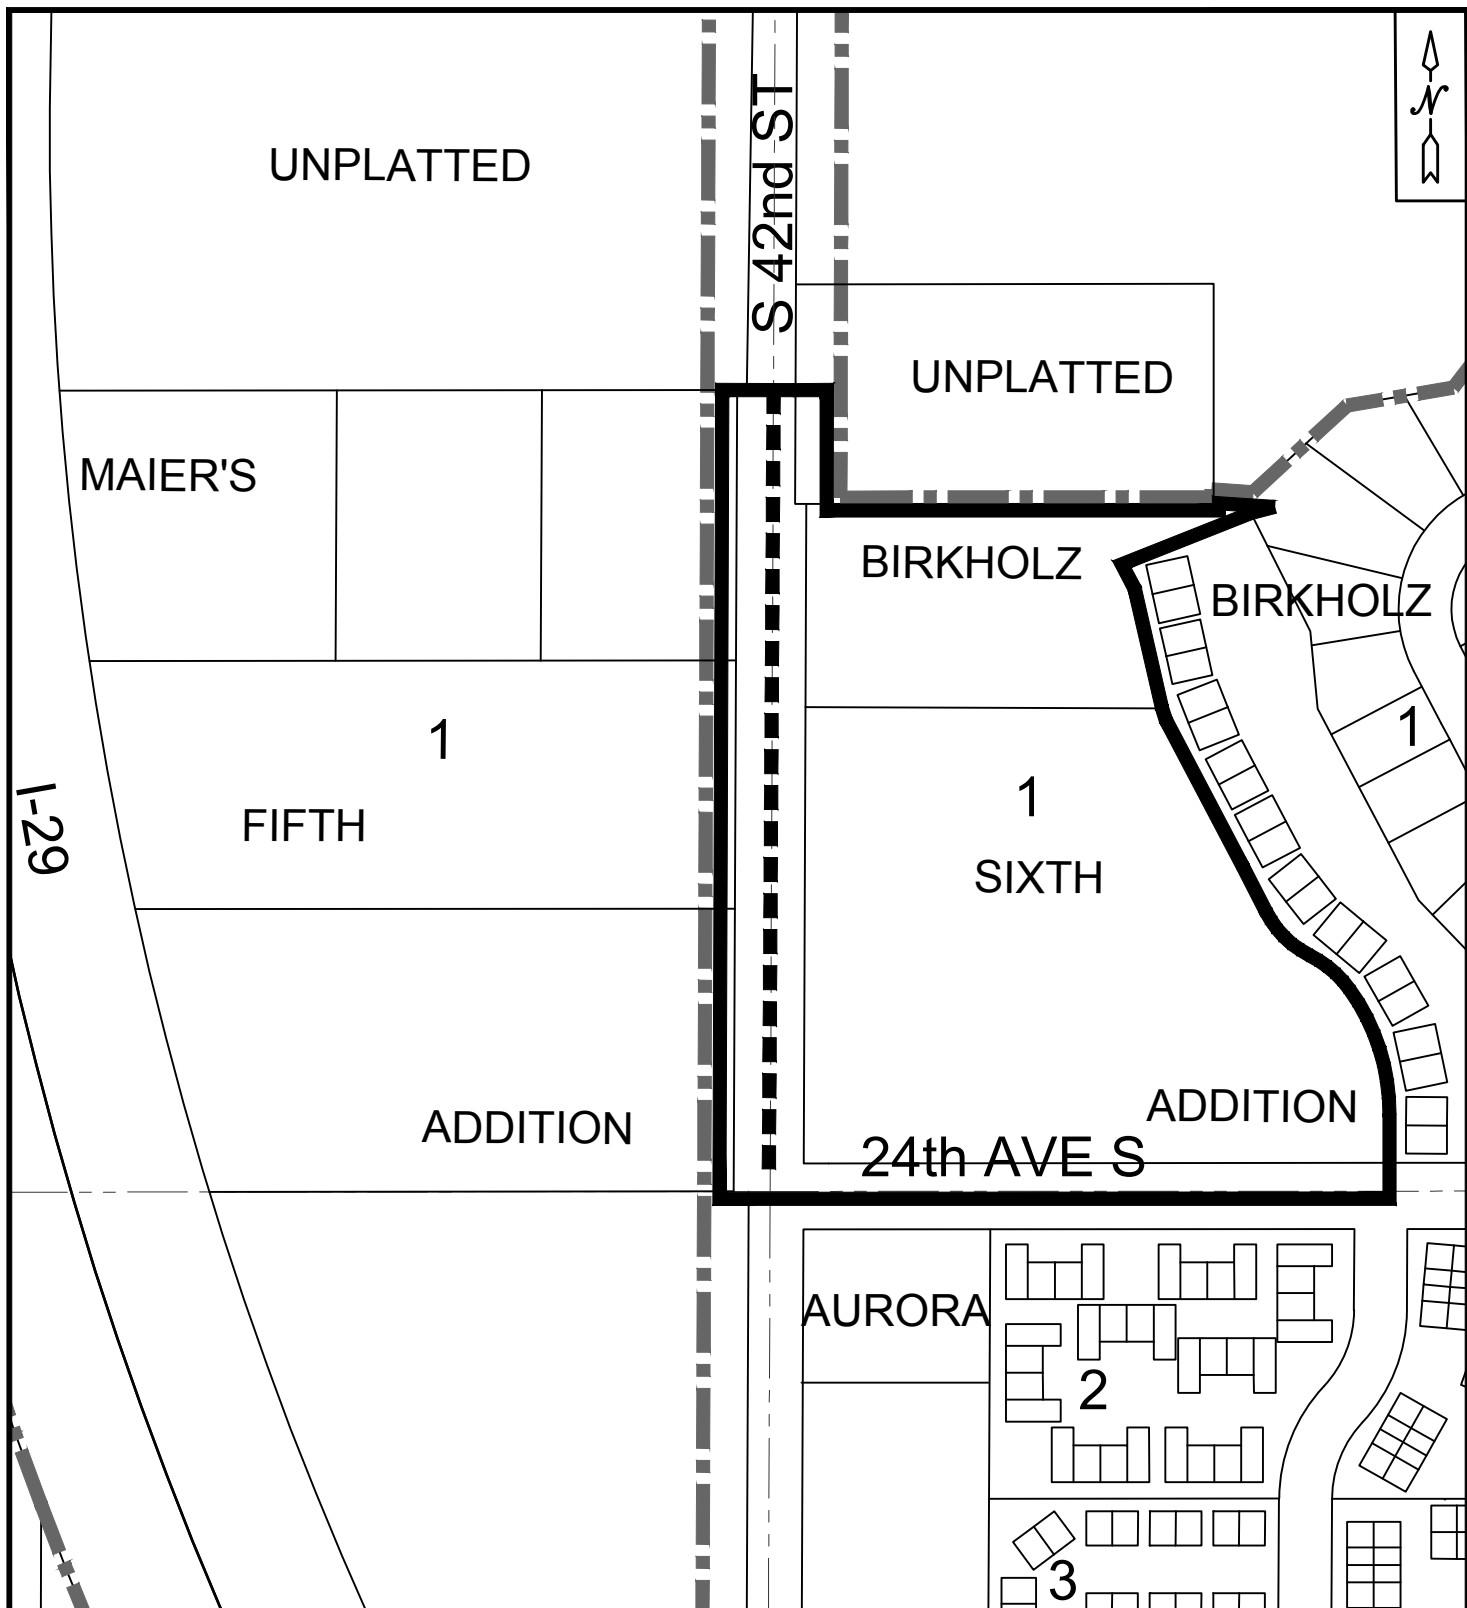 N
UNPLATTED
S 42nd ST
UNPLATTED
MAIER'S
BIRKHOLZ
BIRKHOLZ
1
1
1
I-29
FIFTH
SIXTH
ADDITION
ADDITION
24th AVE S
AURORA
2
3